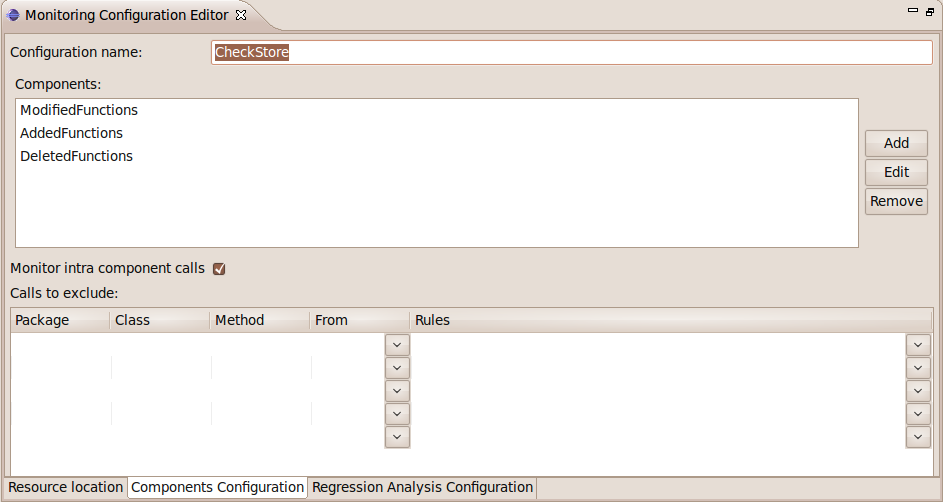 Monitoring Configuration Editor
Configuration name: CheckStore
Components:
ModifiedFunctions
AddedFunctions
DeletedFunctions
Add
Edit
Remove
Monitor intra component calls
Calls to exclude:
Package Class Method From Rules
Resource location Components Configuration Regression Analysis Configuration